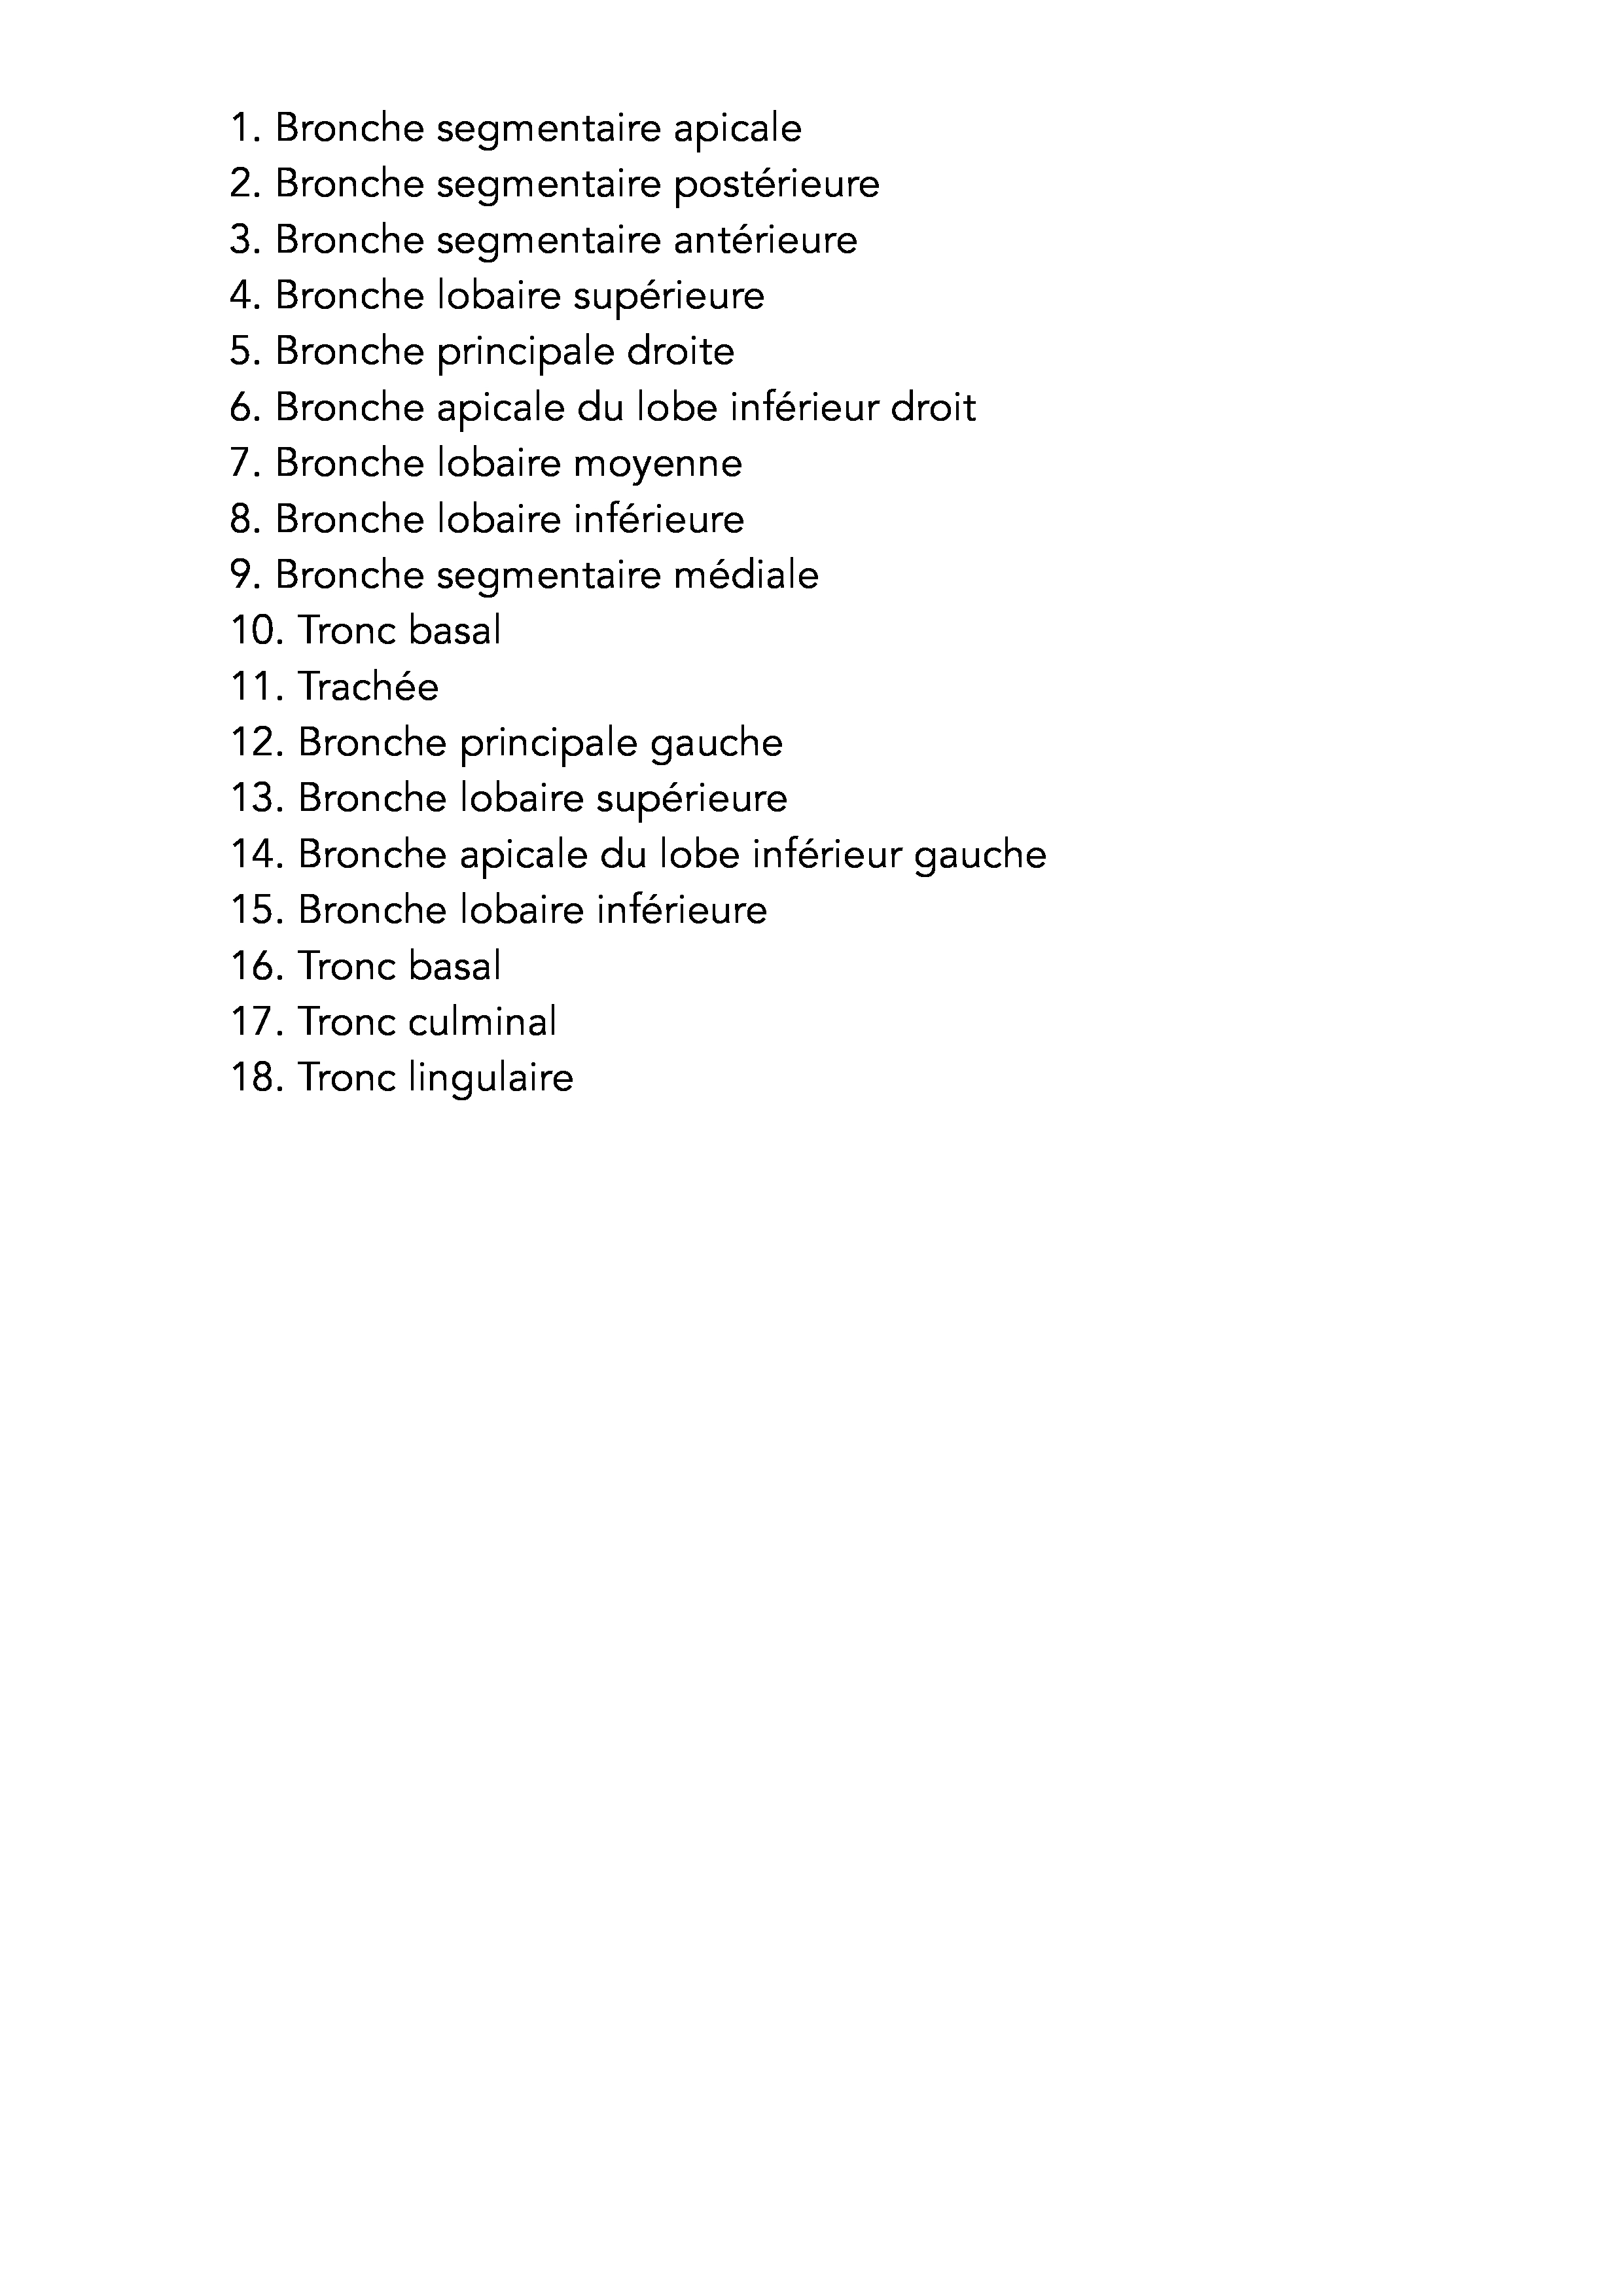 1. Bronche segmentaire apicale
2. Bronche segmentaire postérieure
3. Bronche segmentaire antérieure
4. Bronche lobaire supérieure
5. Bronche principale droite
6. Bronche apicale du lobe inférieur droit
7. Bronche lobaire moyenne
8. Bronche lobaire inférieure
9. Bronche segmentaire médiale
10. Tronc basal
11. Trachée
12. Bronche principale gauche
13. Bronche lobaire supérieure
14. Bronche apicale du lobe inférieur gauche
15. Bronche lobaire inférieure
16. Tronc basal
17. Tronc culminal
18. Tronc lingulaire